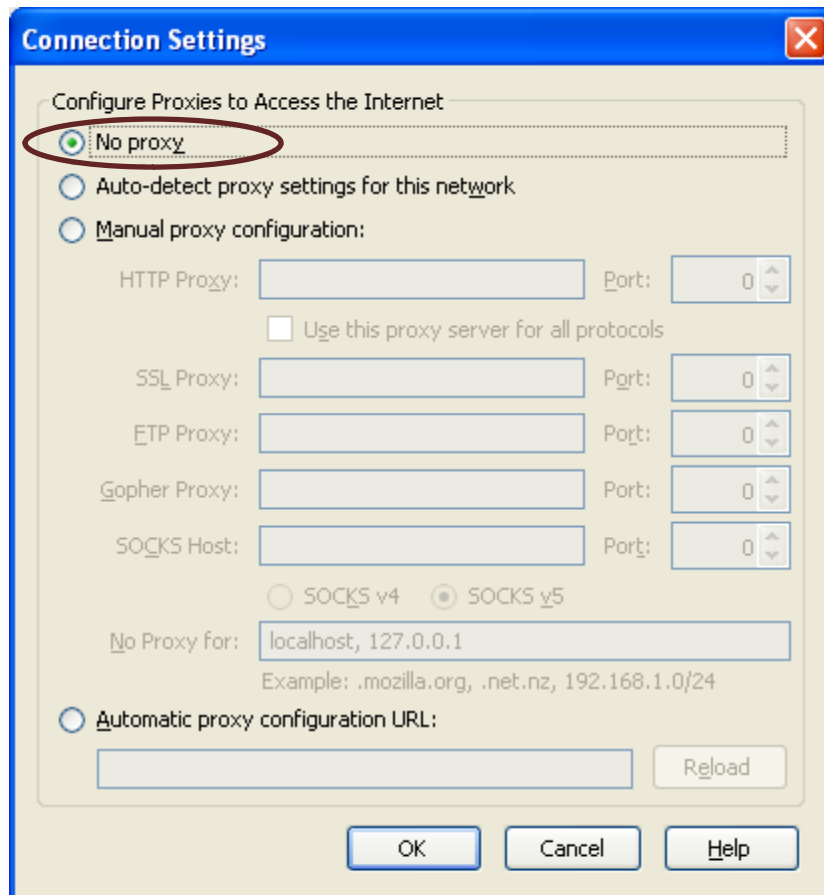 Connection Settings
Configure Proxies to Access the Internet
No proxy
Auto-detect proxy settings for this network
Manual proxy configuration:
HTTP Proxy: Port: 0
Use this proxy server for all protocols
SSL Proxy: Port: 0
FTP Proxy: Port: 0
Gopher Proxy: Port: 0
SOCKS Host: Port: 0
SOCKS v4 SOCKS v5
No Proxy for: localhost, 127.0.0.1
Example: .mozilla.org, .net.nz, 192.168.1.0/24
Automatic proxy configuration URL:
Reload
OK Cancel Help